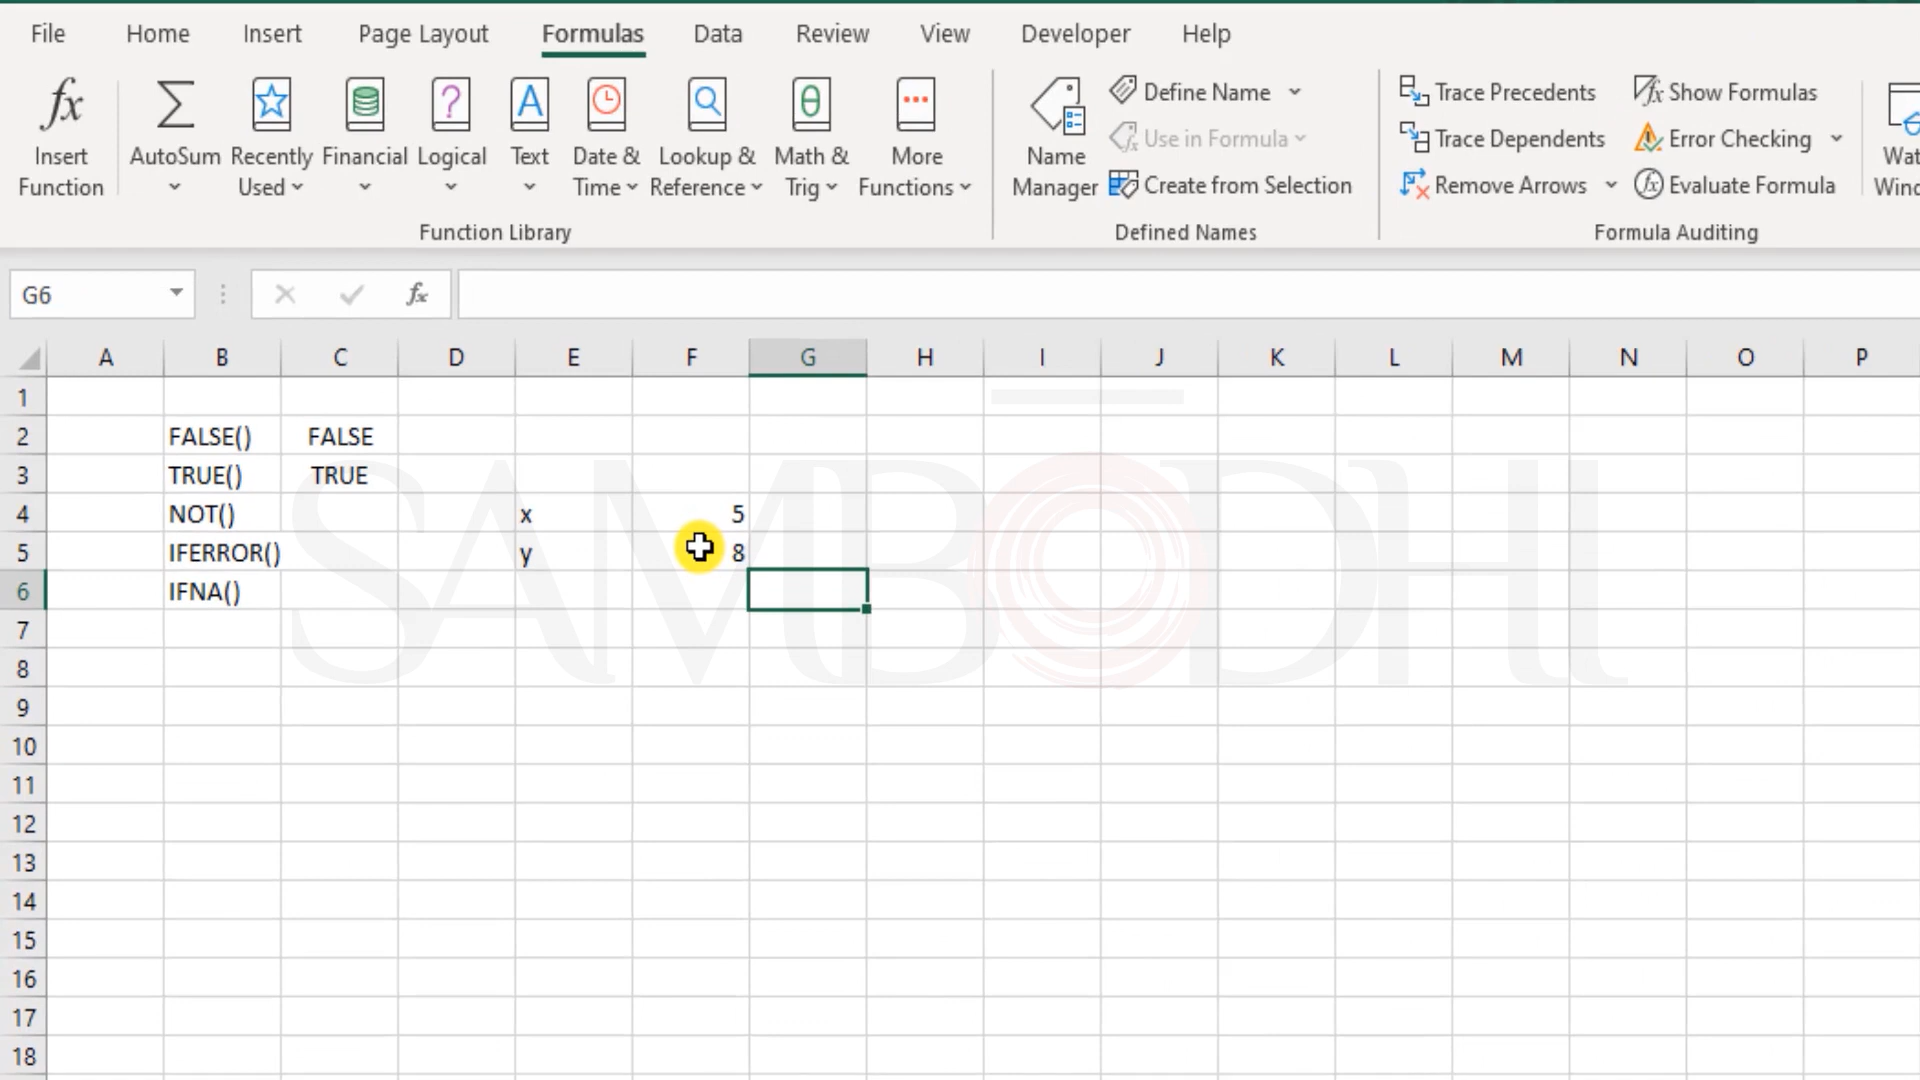 File Home Insert Page Layout Formulas Data Review View Developer Help
fx Σ ? A θ
Insert Function
AutoSum
Recently Used
Financial
Logical
Text
Date & Time
Lookup & Reference
Math & Trig
More Functions
Function Library
Name Manager
Define Name
Use in Formula
Create from Selection
Defined Names
Trace Precedents
Trace Dependents
Remove Arrows
Show Formulas
Error Checking
Evaluate Formula
Formula Auditing
G6 fx
A B C D E F G H I J K L M N O P
1
2 FALSE() FALSE
3 TRUE() TRUE
4 NOT() x 5
5 IFERROR() y 8
6 IFNA()
7
8
9
10
11
12
13
14
15
16
17
18
SAMBODHI